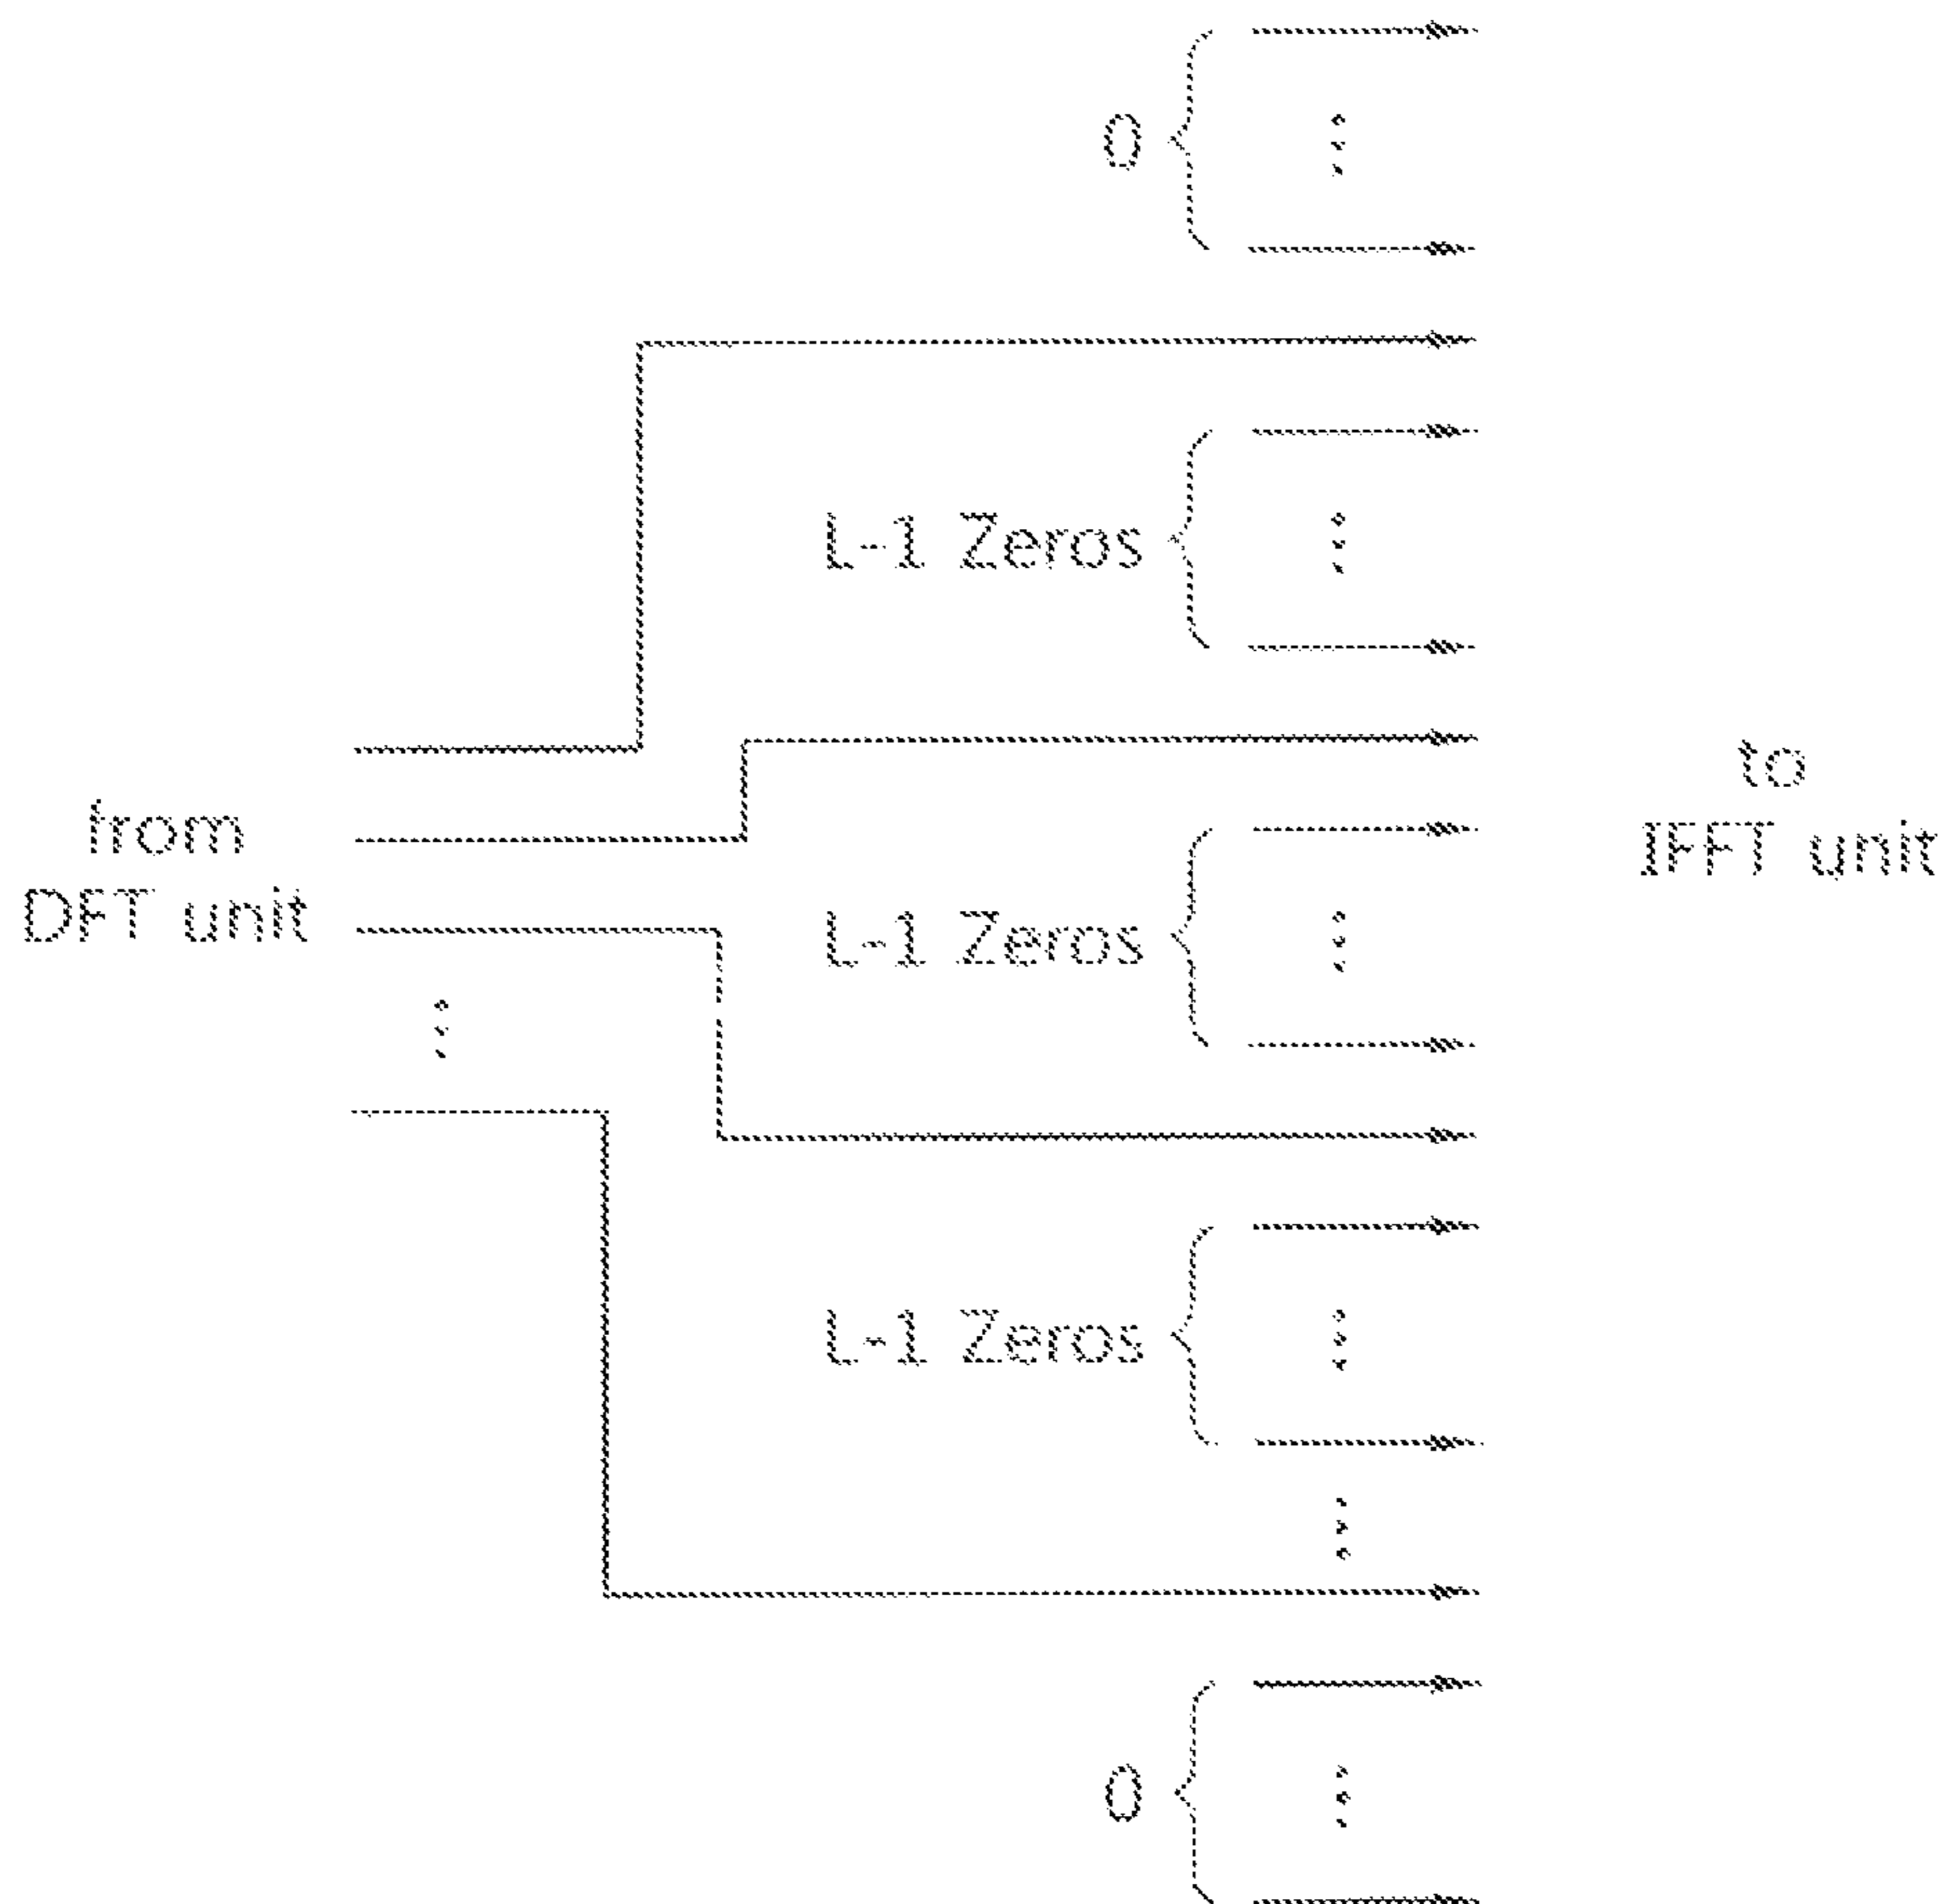 0
L-1 Zeros
from
DFT unit
to
IFFT unit
L-1 Zeros
L-1 Zeros
0